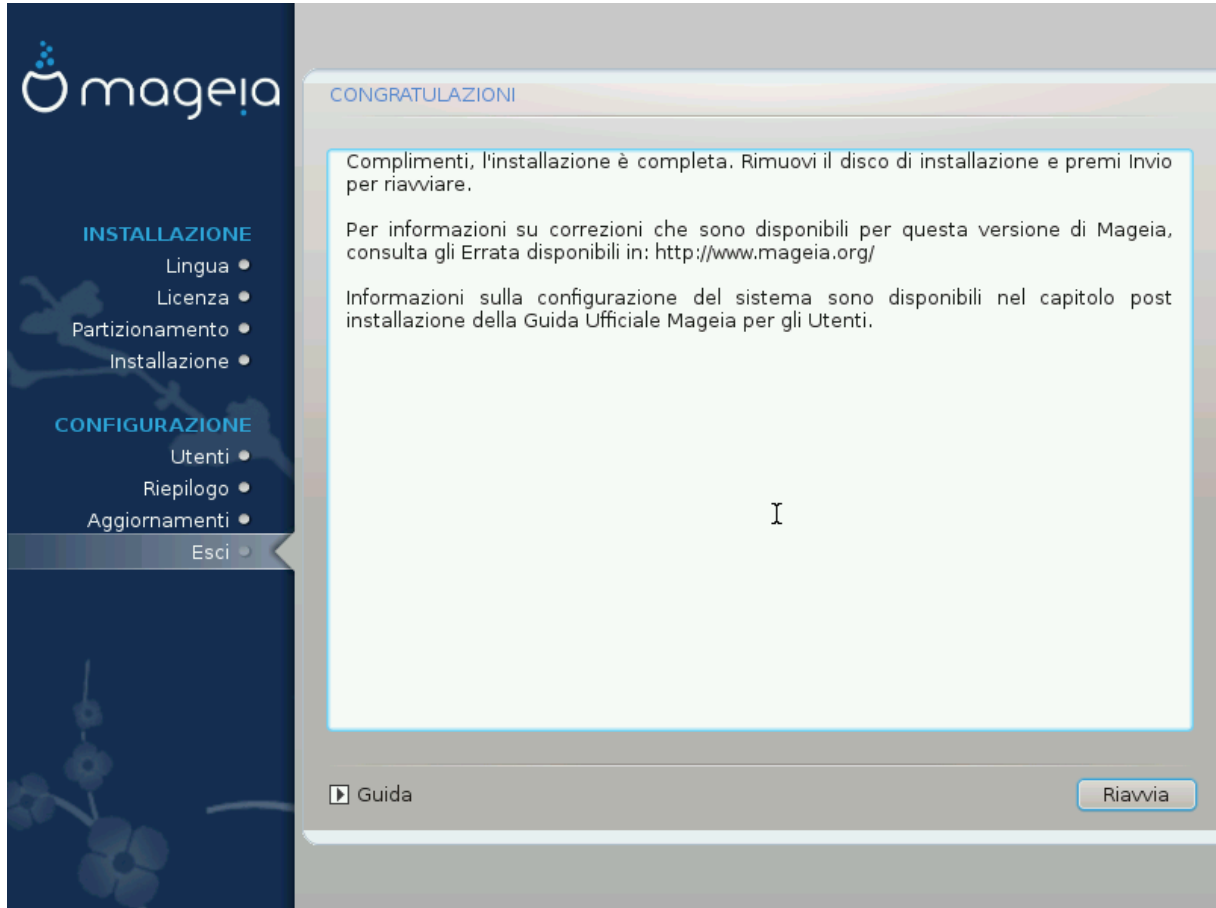 mageia
INSTALLAZIONE
Lingua
Licenza
Partizionamento
Installazione
CONFIGURAZIONE
Utenti
Riepilogo
Aggiornamenti
Esci
CONGRATULAZIONI
Complimenti, l'installazione è completa. Rimuovi il disco di installazione e premi Invio
per riavviare.
Per informazioni su correzioni che sono disponibili per questa versione di Mageia,
consulta gli Errata disponibili in: http://www.mageia.org/
Informazioni sulla configurazione del sistema sono disponibili nel capitolo post
installazione della Guida Ufficiale Mageia per gli Utenti.
Guida
Riavvia